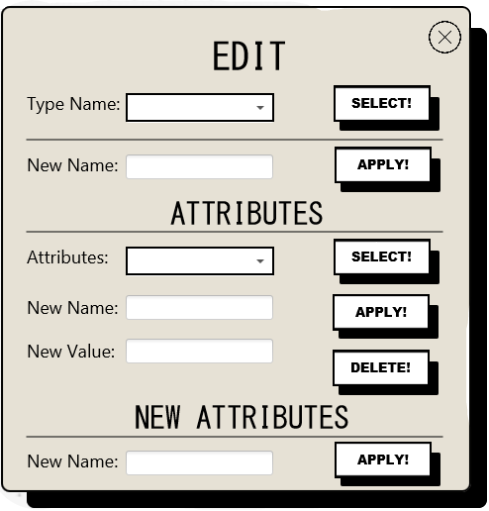 EDIT
Type Name: SELECT!
New Name: APPLY!
ATTRIBUTES
Attributes: SELECT!
New Name: APPLY!
New Value: DELETE!
NEW ATTRIBUTES
New Name: APPLY!